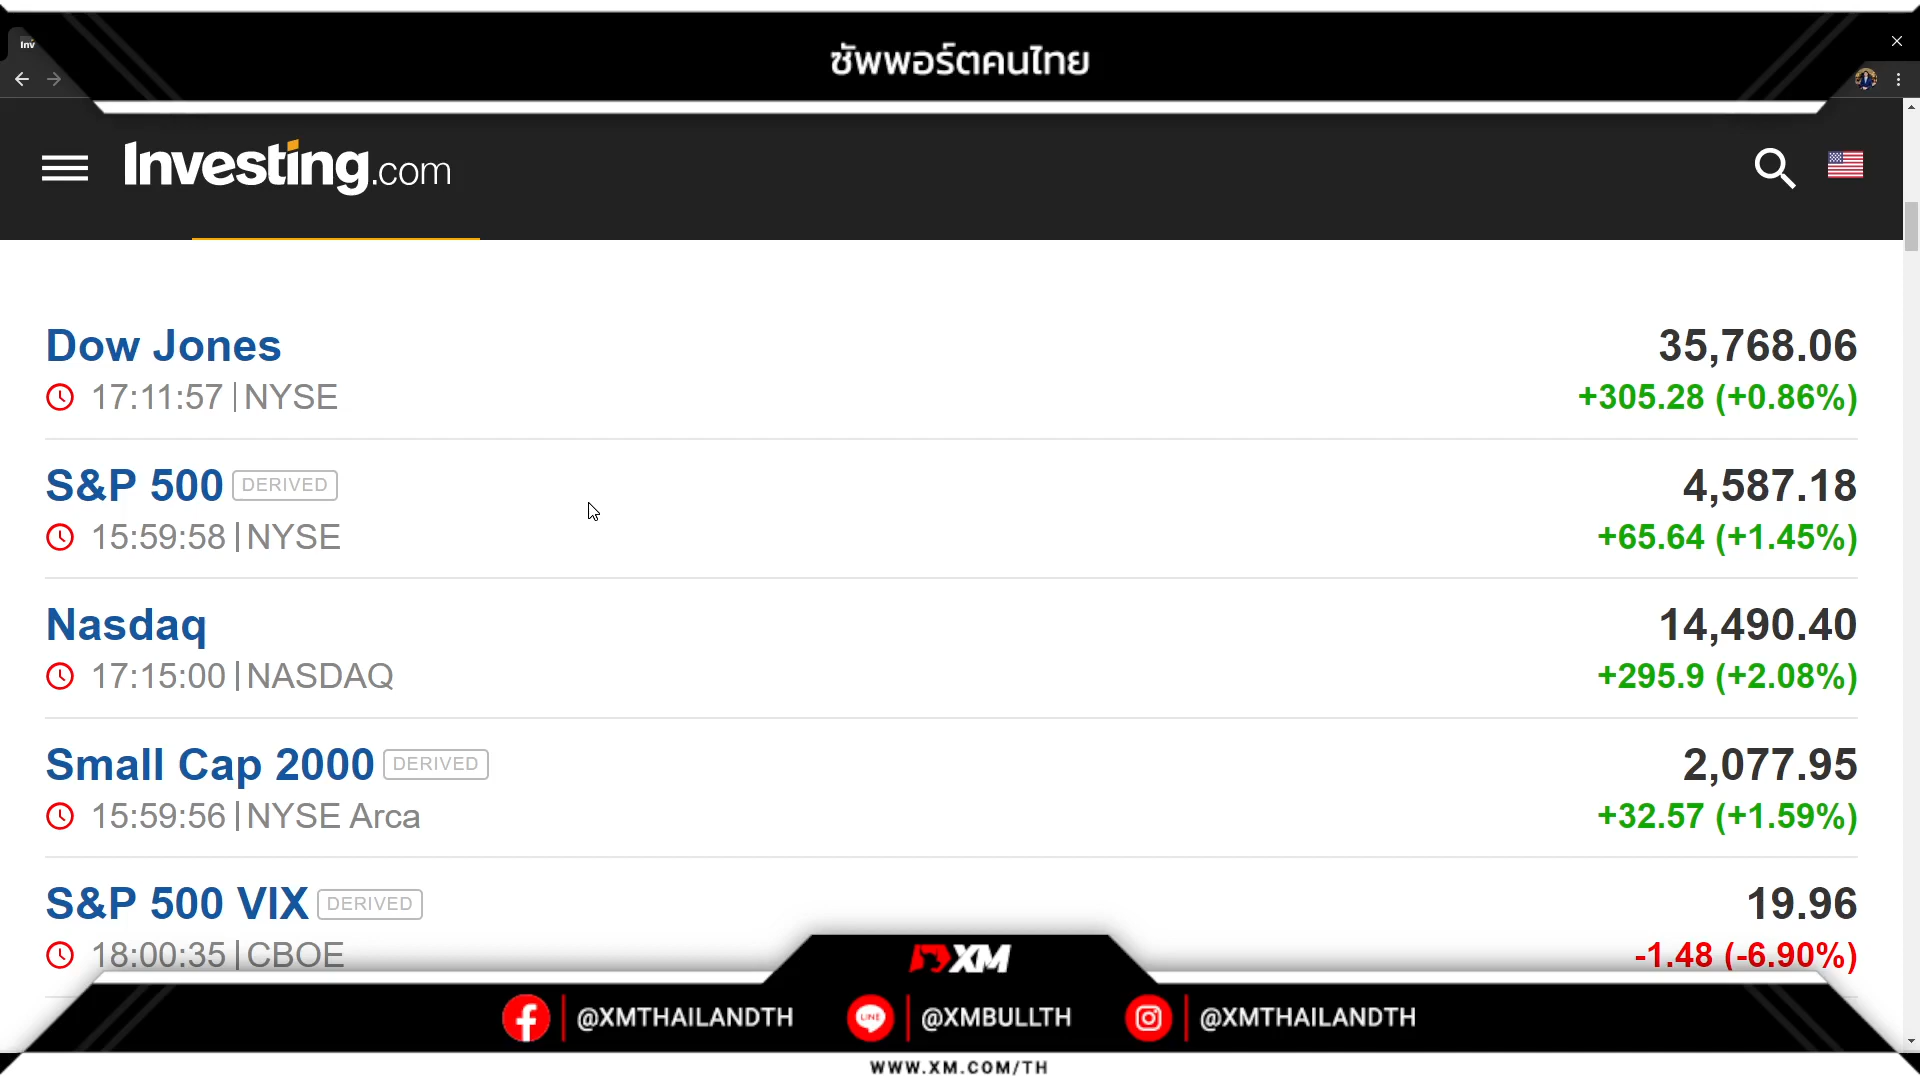 ซัพพอร์ตคนไทย
Inv
Investing.com
Dow Jones
35,768.06
17:11:57 | NYSE
+305.28 (+0.86%)
S&P 500 DERIVED
4,587.18
15:59:58 | NYSE
+65.64 (+1.45%)
Nasdaq
14,490.40
17:15:00 | NASDAQ
+295.9 (+2.08%)
Small Cap 2000 DERIVED
2,077.95
15:59:56 | NYSE Arca
+32.57 (+1.59%)
S&P 500 VIX DERIVED
19.96
18:00:35 | CBOE
-1.48 (-6.90%)
XM
@XMTHAILANDTH
LINE
@XMBULLTH
@XMTHAILANDTH
WWW.XM.COM/TH